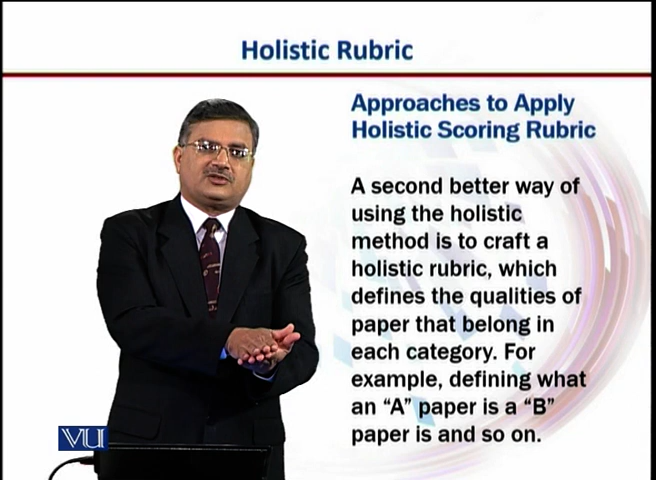 Holistic Rubric
Approaches to Apply
Holistic Scoring Rubric
A second better way of
using the holistic
method is to craft a
holistic rubric, which
defines the qualities of
paper that belong in
each category. For
example, defining what
an “A” paper is a “B”
paper is and so on.
VU